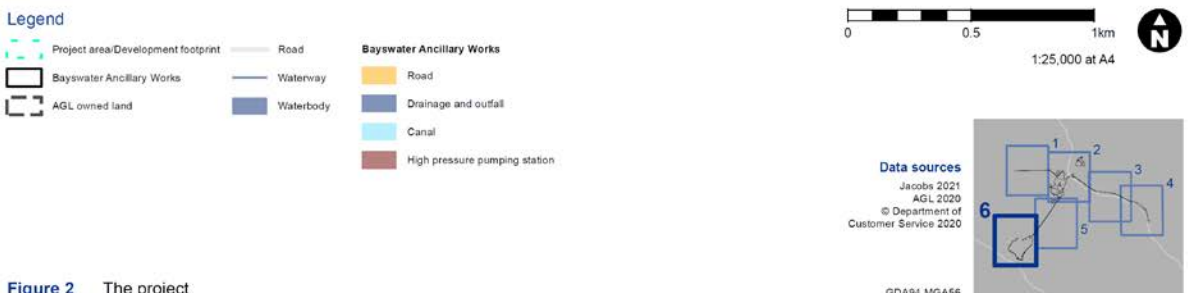 Legend
Project area/Development footprint
Bayswater Ancillary Works
AGL owned land
Road
Waterway
Waterbody
Bayswater Ancillary Works
Road
Drainage and outfall
Canal
High pressure pumping station
0 0.5 1km
N
1:25,000 at A4
Data sources
Jacobs 2021
AGL 2020
© Department of
Customer Service 2020
1
2
3
4
5
6
GDA94 MGA56
Figure 2 The project